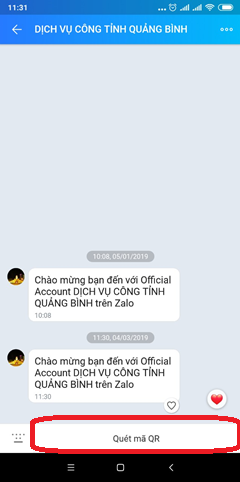 11:31
DỊCH VỤ CÔNG TỈNH QUẢNG BÌNH
10:08, 05/01/2019
Chào mừng bạn đến với Official
Account DỊCH VỤ CÔNG TỈNH
QUẢNG BÌNH trên Zalo
10:08
11:30, 04/03/2019
Chào mừng bạn đến với Official
Account DỊCH VỤ CÔNG TỈNH
QUẢNG BÌNH trên Zalo
11:30
Quét mã QR